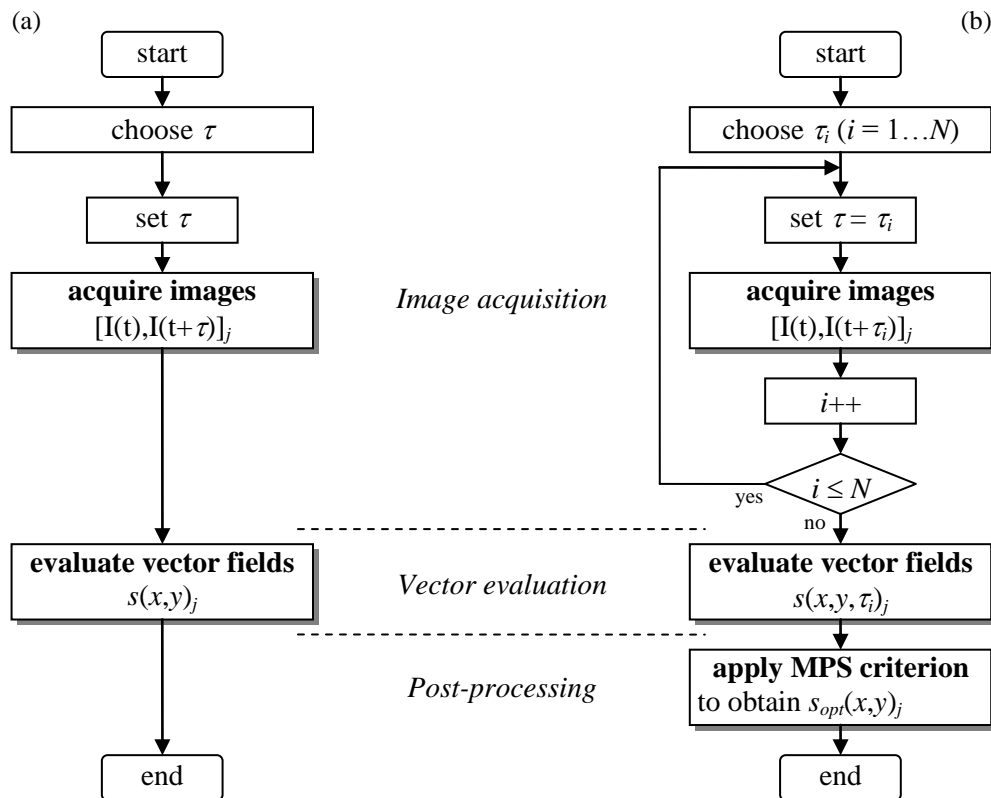 (a)
start
choose τ
set τ
acquire images
[I(t),I(t+τ)]j
evaluate vector fields
s(x,y)j
end
Image acquisition
Vector evaluation
Post-processing
(b)
start
choose τi (i = 1…N)
set τ = τi
acquire images
[I(t),I(t+τi)]j
i++
i ≤ N
yes
no
evaluate vector fields
s(x,y,τi)j
apply MPS criterion
to obtain sopt(x,y)j
end